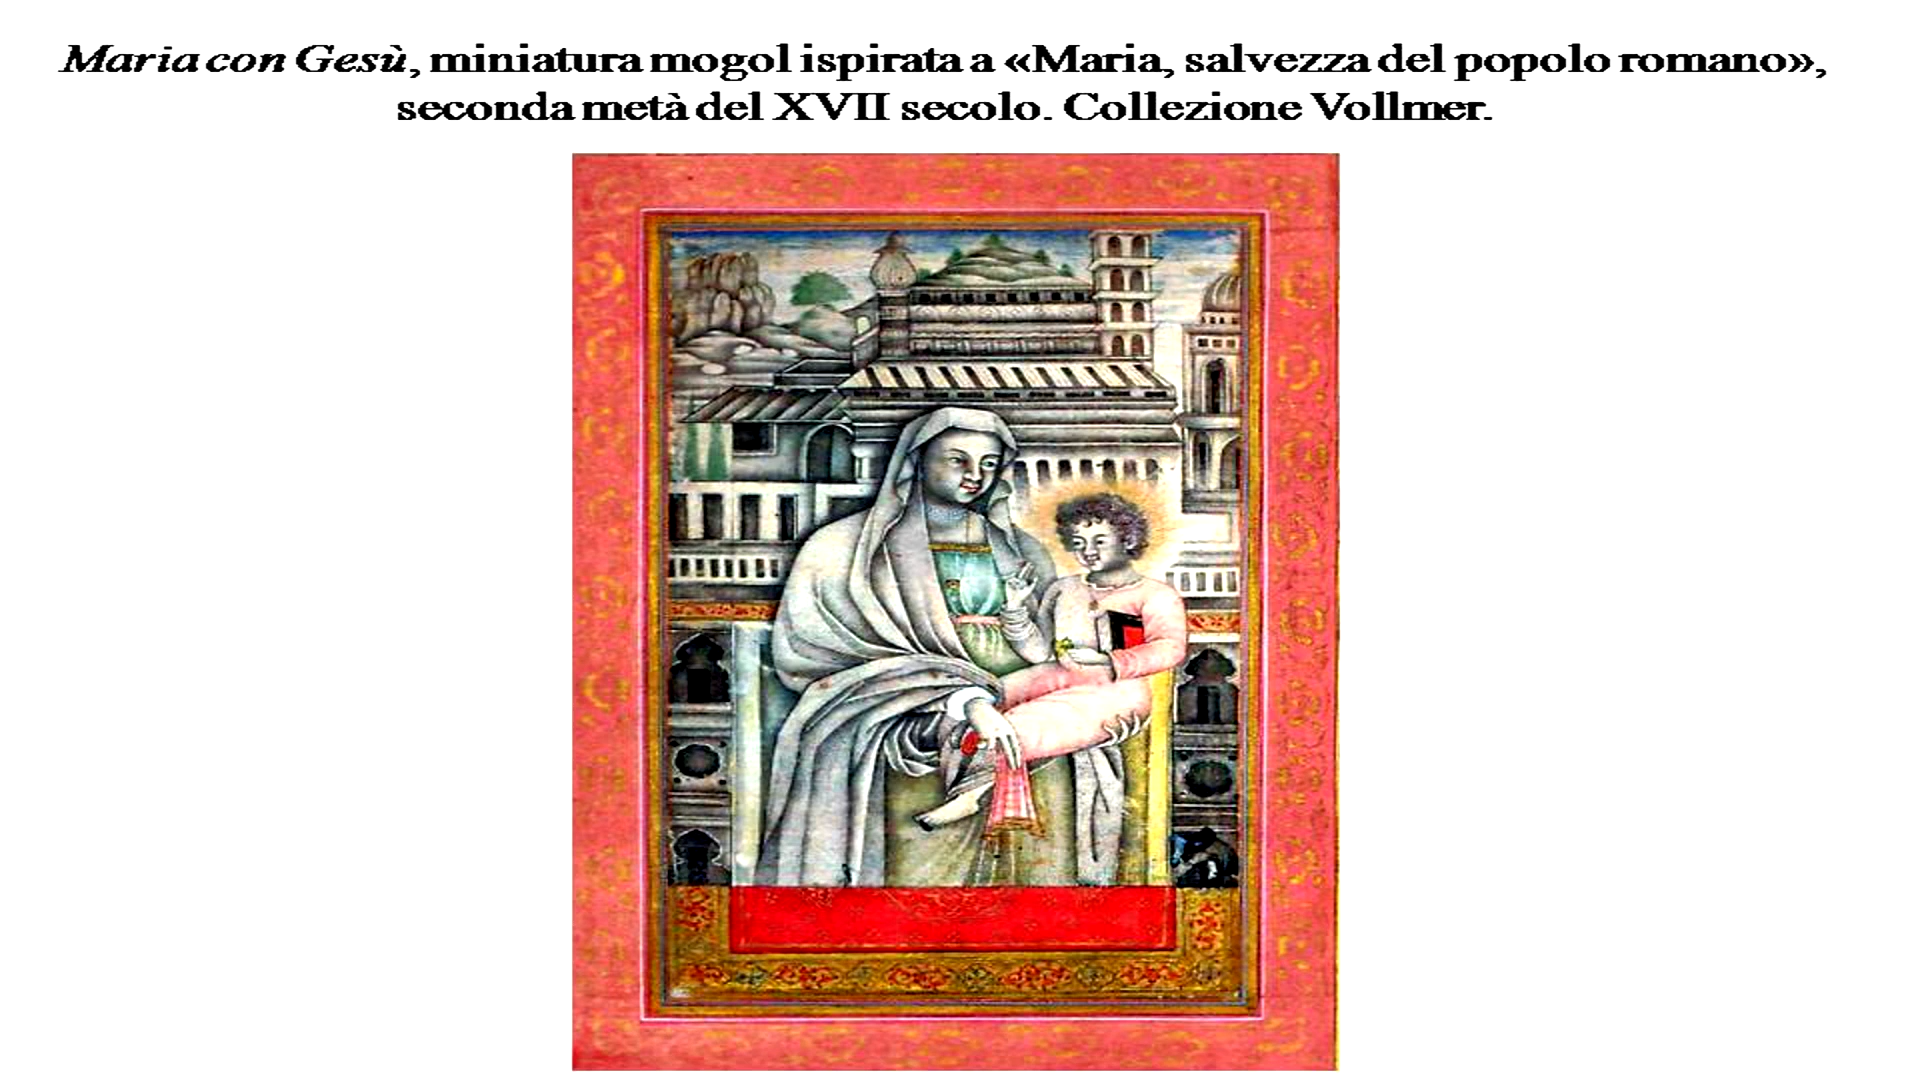 Maria con Gesù, miniatura mogol ispirata a «Maria, salvezza del popolo romano»,
seconda metà del XVII secolo. Collezione Vollmer.